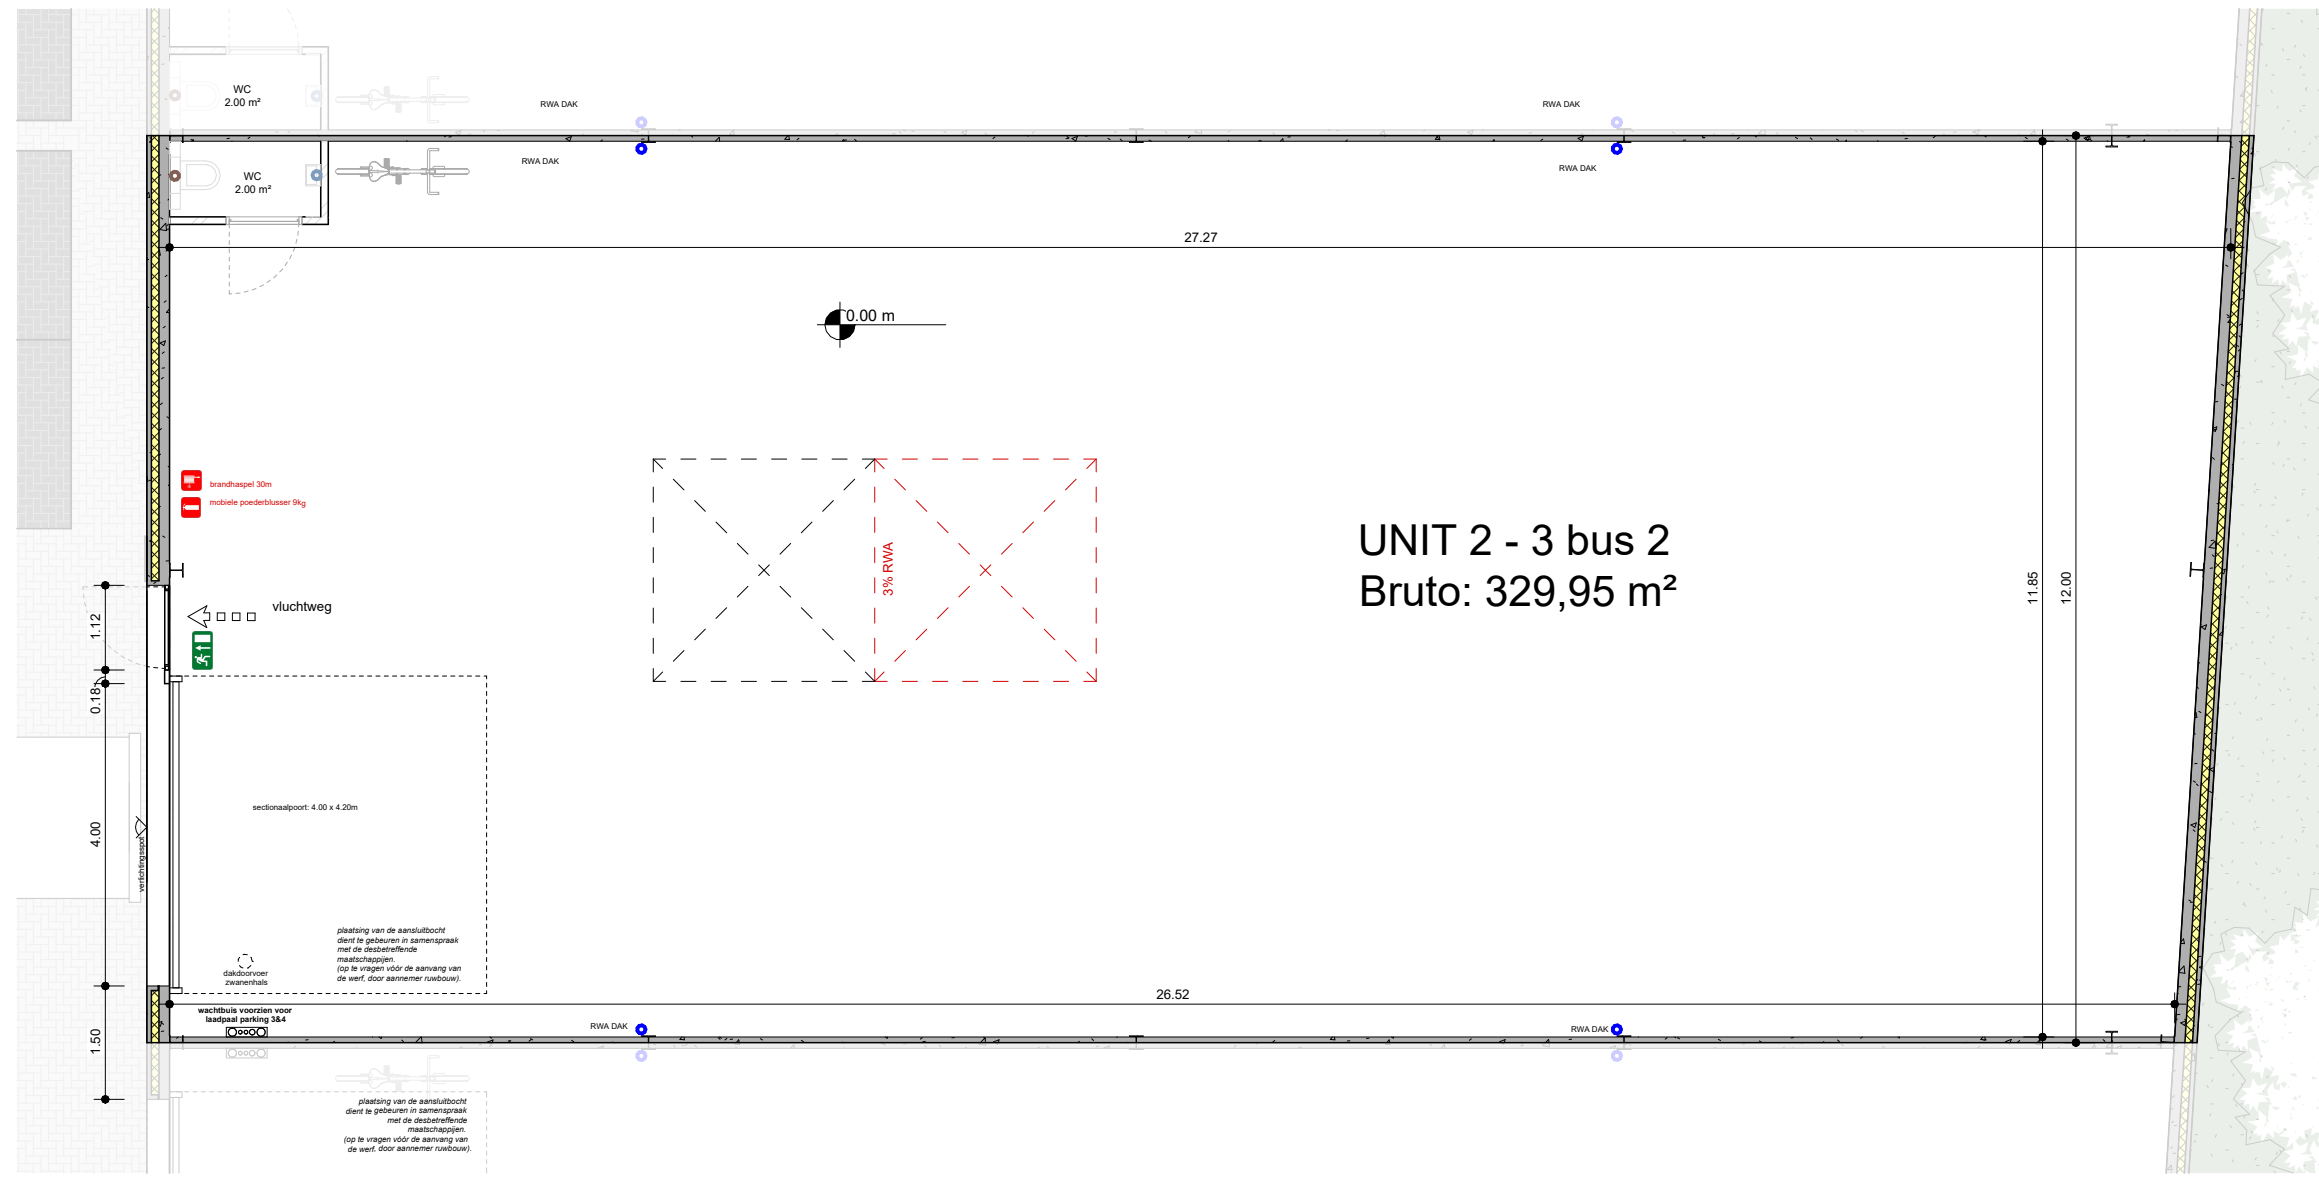 WC
2.00 m²
RWA DAK
RWA DAK
WC
2.00 m²
RWA DAK
RWA DAK
27.27
0.00 m
brandhaspel 30m
mobiele poederblusser 9kg
3% RWA
UNIT 2 - 3 bus 2
Bruto: 329,95 m²
11.85
12.00
vluchtweg
1.12
0.18
4.00
1.50
sectionaalpoort: 4.00 x 4.20m
verlichtingsspot
plaatsing van de aansluitbocht
dient te gebeuren in samenspraak
met de desbetreffende
maatschappijen.
(op te vragen vóór de aanvang van
de werf, door aannemer ruwbouw).
dakdoorvoer
zwanenhals
26.52
wachtbuis voorzien voor
laadpaal parking 3&4
RWA DAK
RWA DAK
plaatsing van de aansluitbocht
dient te gebeuren in samenspraak
met de desbetreffende
maatschappijen.
(op te vragen vóór de aanvang van
de werf, door aannemer ruwbouw).